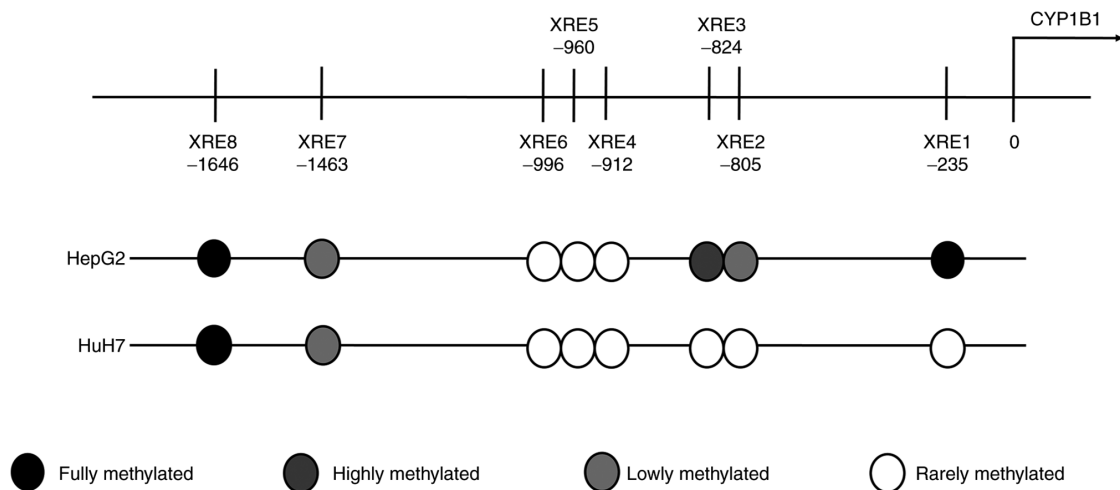 CYP1B1
XRE5
–960
XRE3
–824
XRE8
–1646
XRE7
–1463
XRE6
–996
XRE4
–912
XRE2
–805
XRE1
–235
0
HepG2
HuH7
Fully methylated
Highly methylated
Lowly methylated
Rarely methylated